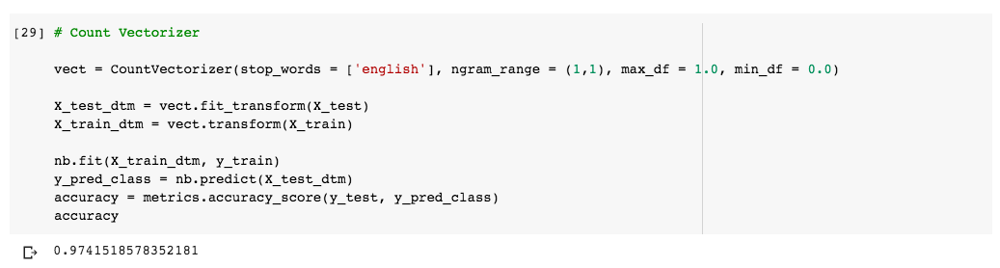 [29] # Count Vectorizer
vect = CountVectorizer(stop_words = ['english'], ngram_range = (1,1), max_df = 1.0, min_df = 0.0)
X_test_dtm = vect.fit_transform(X_test)
X_train_dtm = vect.transform(X_train)
nb.fit(X_train_dtm, y_train)
y_pred_class = nb.predict(X_test_dtm)
accuracy = metrics.accuracy_score(y_test, y_pred_class)
accuracy
0.9741518578352181